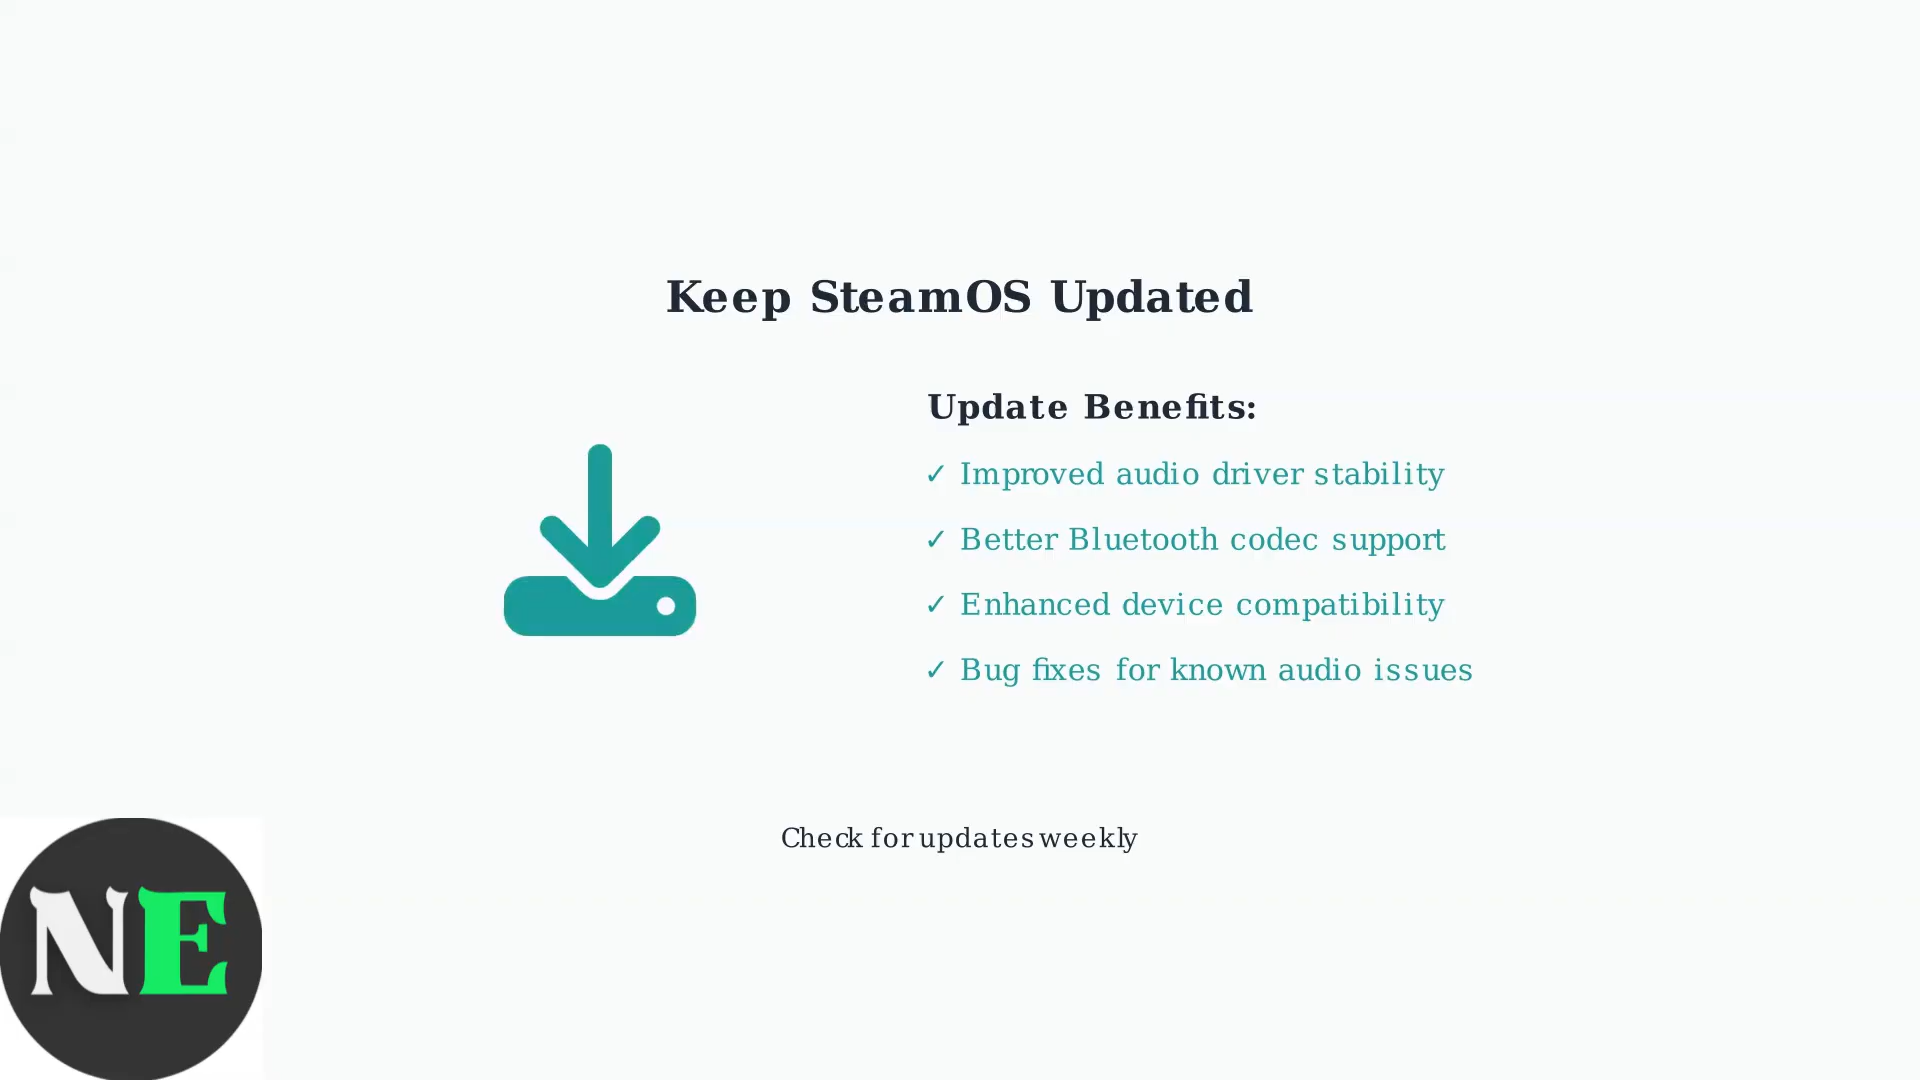 Keep SteamOS Updated
Update Benefits:
✓ Improved audio driver stability
✓ Better Bluetooth codec support
✓ Enhanced device compatibility
✓ Bug fixes for known audio issues
Check for updates weekly
NE